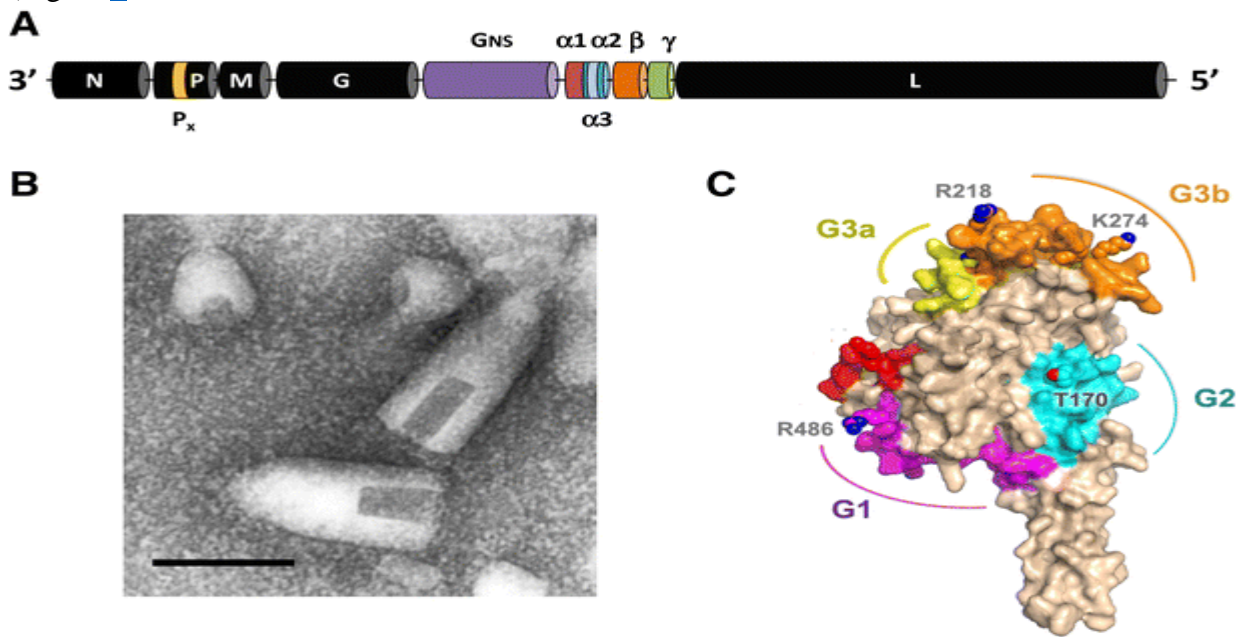 A
GNS α1 α2 β γ
3’ N P M G L 5’
Px α3
B
C
R218
G3b
K274
G3a
T170
G2
R486
G1